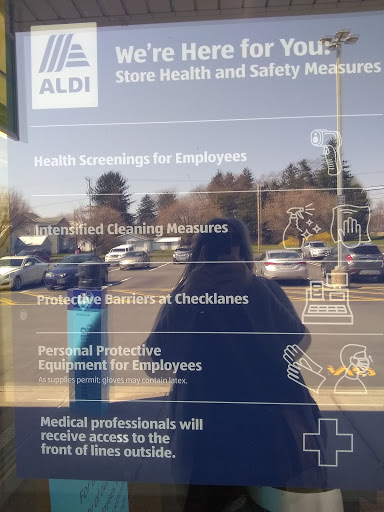 ALDI
We're Here for You:
Store Health and Safety Measures
Health Screenings for Employees
Intensified Cleaning Measures
Protective Barriers at Checklanes
Personal Protective
Equipment for Employees
As supplies permit; gloves may contain latex.
Medical professionals will
receive access to the
front of lines outside.